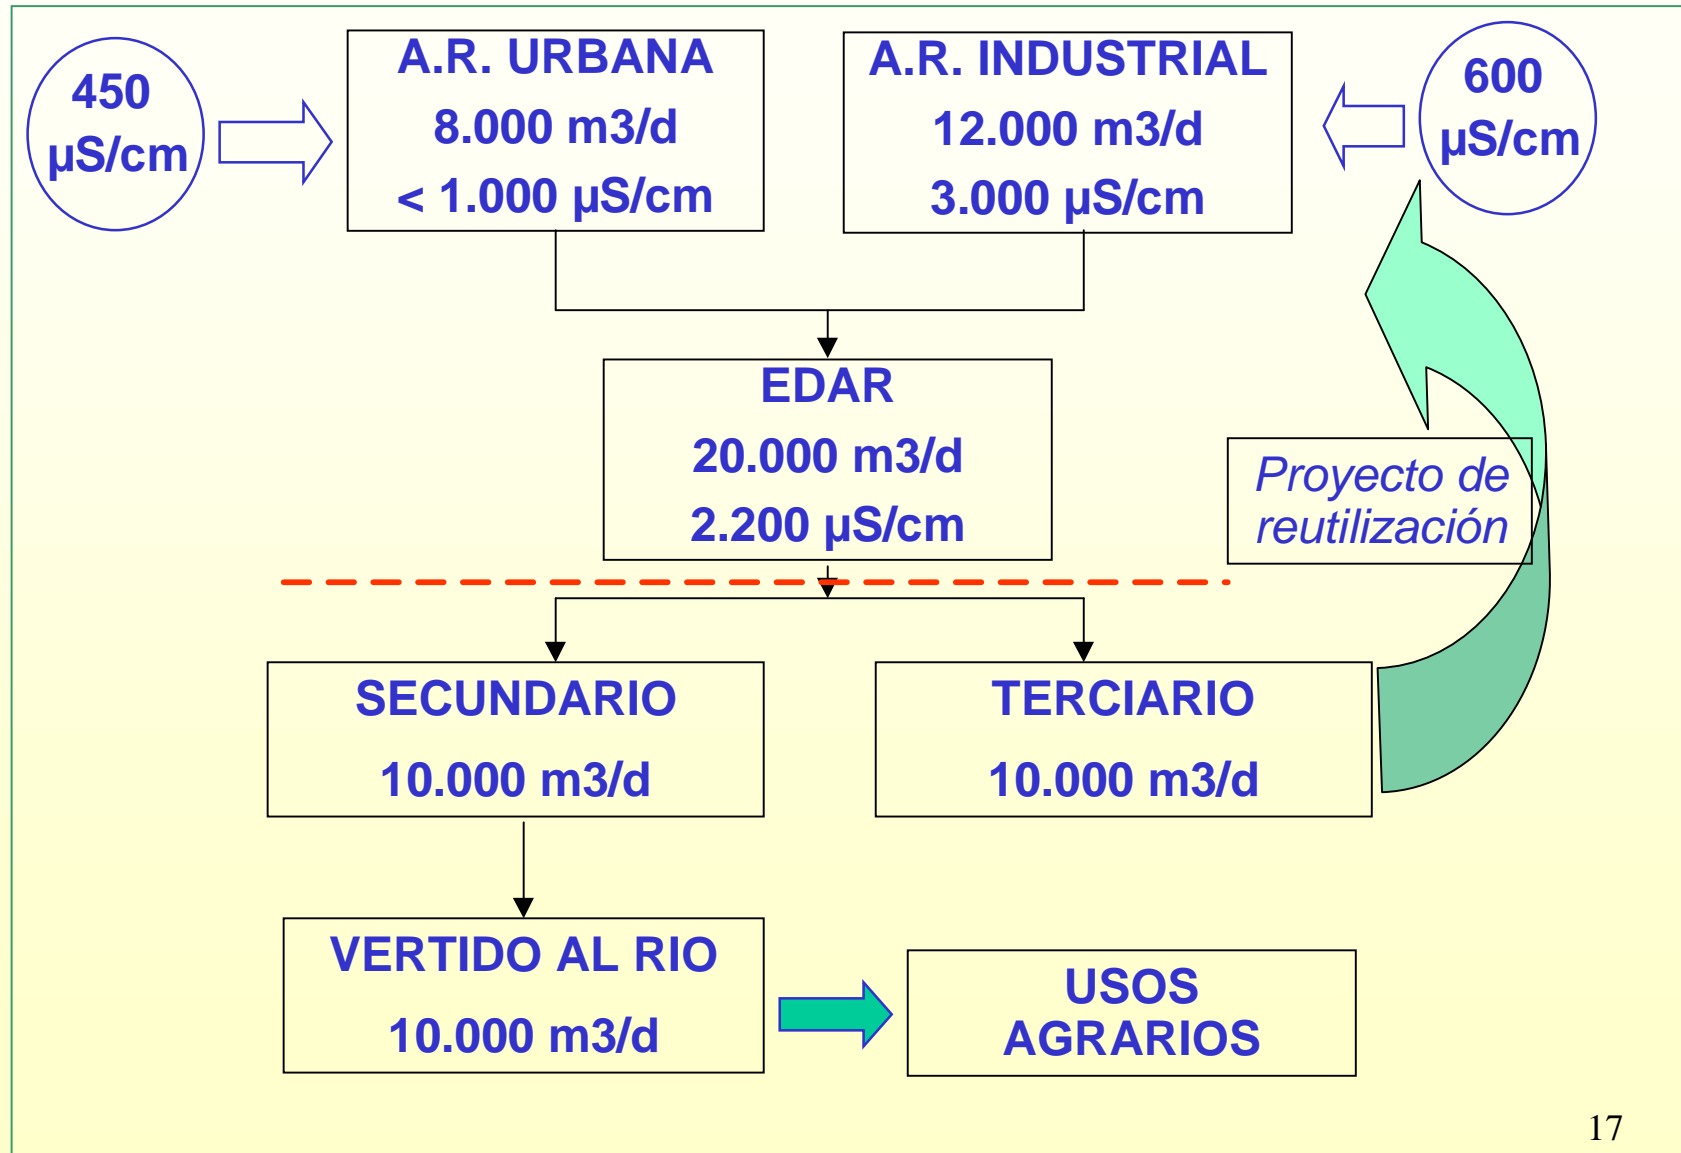 450
µS/cm
A.R. URBANA
8.000 m3/d
< 1.000 µS/cm
A.R. INDUSTRIAL
12.000 m3/d
3.000 µS/cm
600
µS/cm
EDAR
20.000 m3/d
2.200 µS/cm
Proyecto de
reutilización
SECUNDARIO
10.000 m3/d
TERCIARIO
10.000 m3/d
VERTIDO AL RIO
10.000 m3/d
USOS
AGRARIOS
17